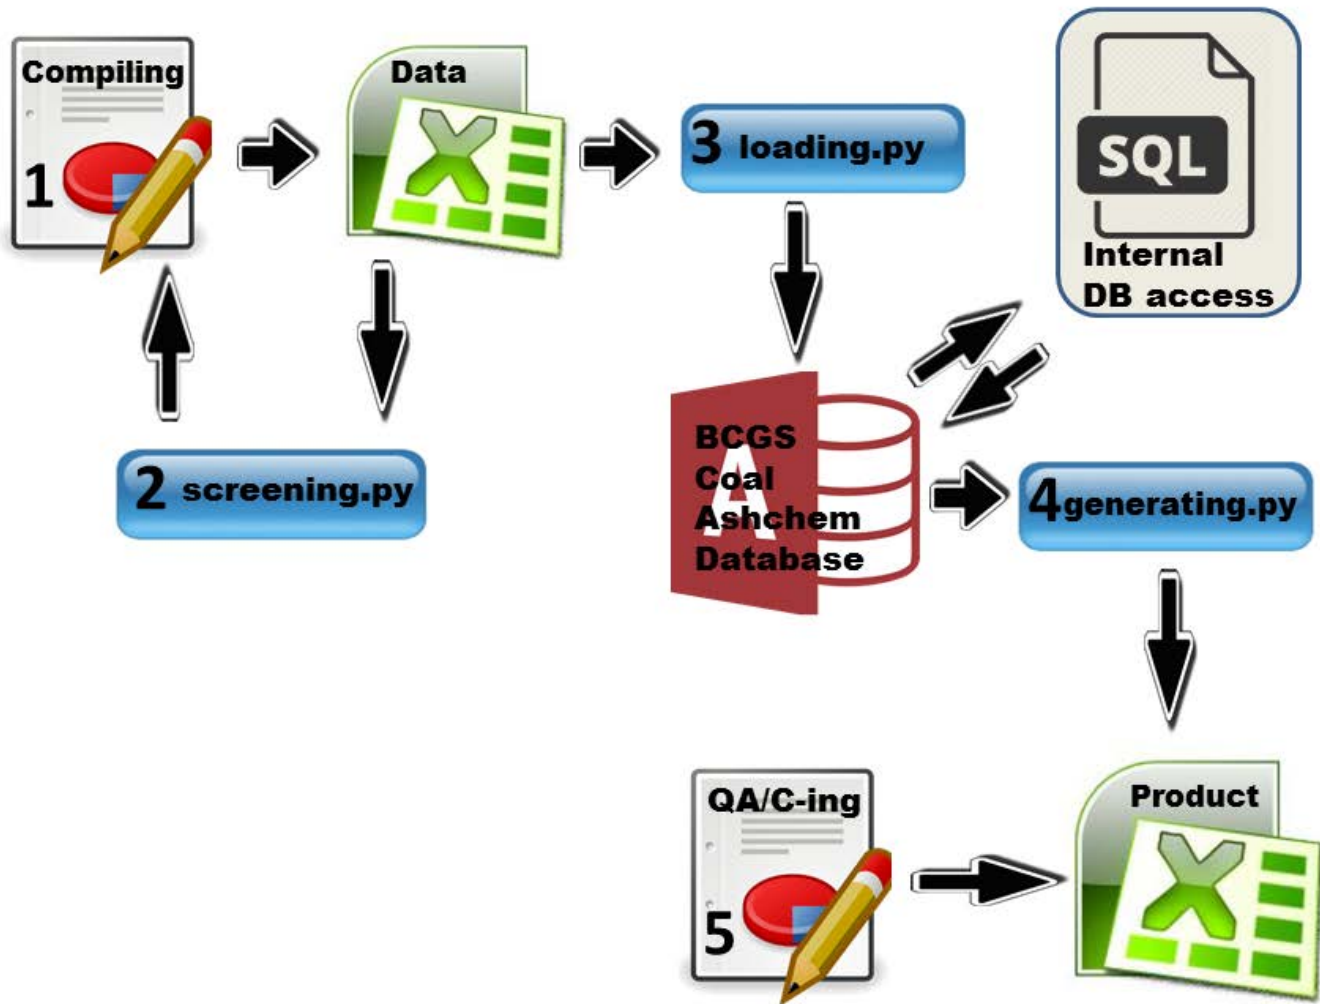 Compiling
1
Data
3 loading.py
SQL
Internal
DB access
2 screening.py
BCGS
Coal
Ashchem
Database
A
4generating.py
QA/C-ing
5
Product
X
X